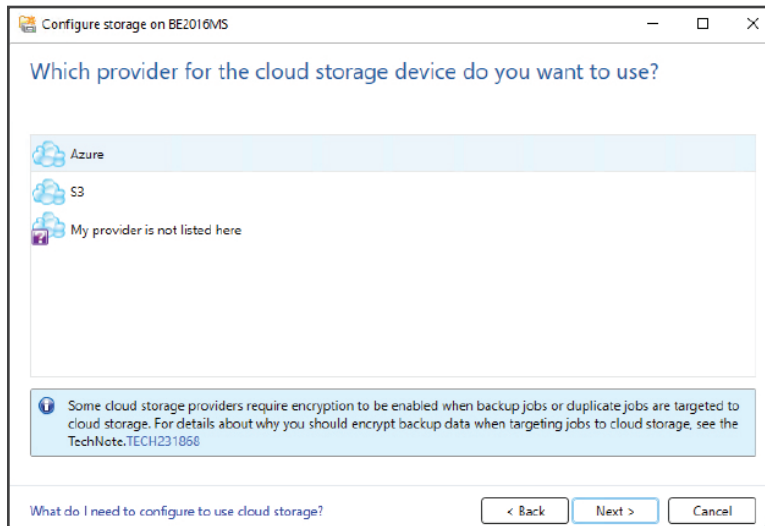 Configure storage on BE2016MS
Which provider for the cloud storage device do you want to use?
Azure
S3
My provider is not listed here
Some cloud storage providers require encryption to be enabled when backup jobs or duplicate jobs are targeted to
cloud storage. For details about why you should encrypt backup data when targeting jobs to cloud storage, see the
TechNote.TECH231868
What do I need to configure to use cloud storage?
< Back
Next >
Cancel